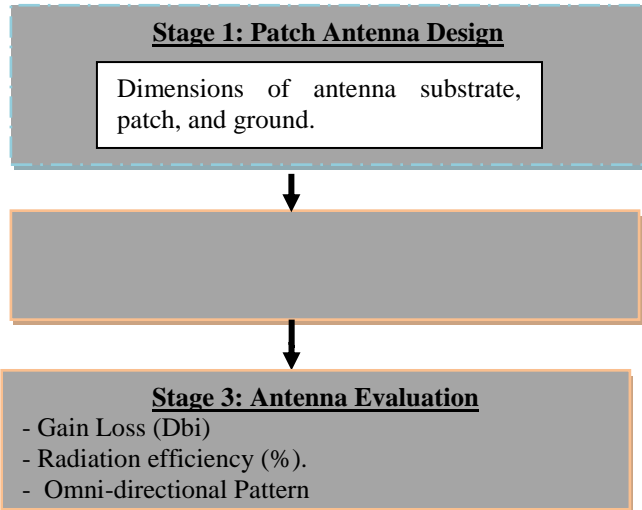 Stage 1: Patch Antenna Design
Dimensions of antenna substrate,
patch, and ground.
Stage 3: Antenna Evaluation
- Gain Loss (Dbi)
- Radiation efficiency (%).
- Omni-directional Pattern